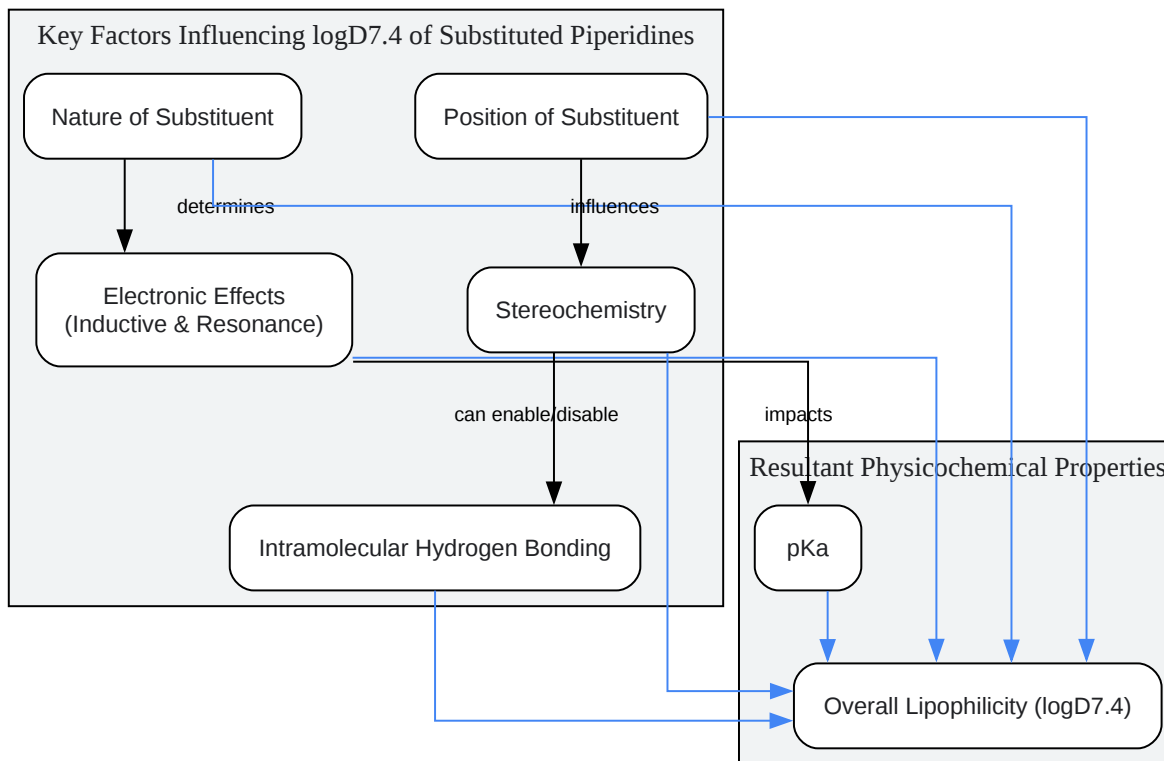 Key Factors Influencing logD7.4 of Substituted Piperidines
Nature of Substituent
Position of Substituent
determines
influences
Electronic Effects
(Inductive & Resonance)
Stereochemistry
can enable/disable
impacts
Resultant Physicochemical Properties
Intramolecular Hydrogen Bonding
pKa
Overall Lipophilicity (logD7.4)